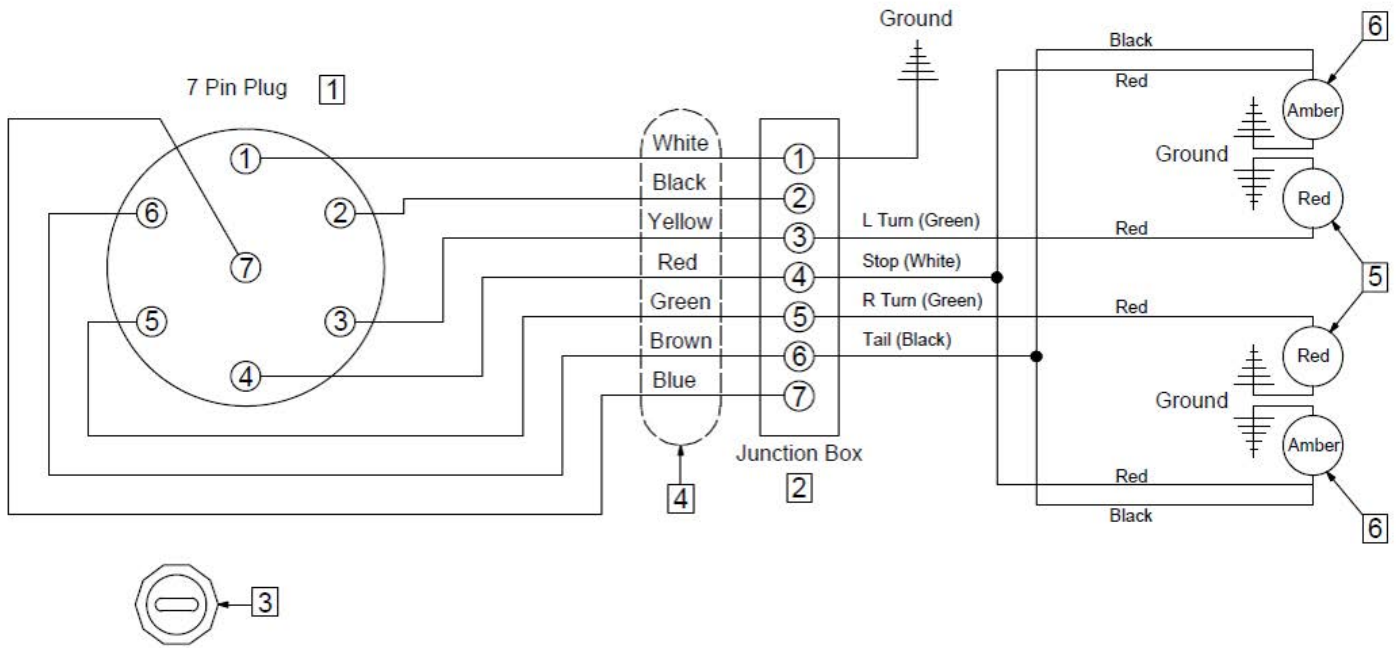 Ground
6
Black
7 Pin Plug 1
Red
Amber
White
1
1
Ground
Black
6
2
2
Red
Yellow
3
L Turn (Green)
Red
7
Red
4
Stop (White)
5
Green
5
R Turn (Green)
Red
5
3
Brown
6
Tail (Black)
Red
4
Blue
7
Ground
Junction Box
Amber
4
2
Red
Black
6
3